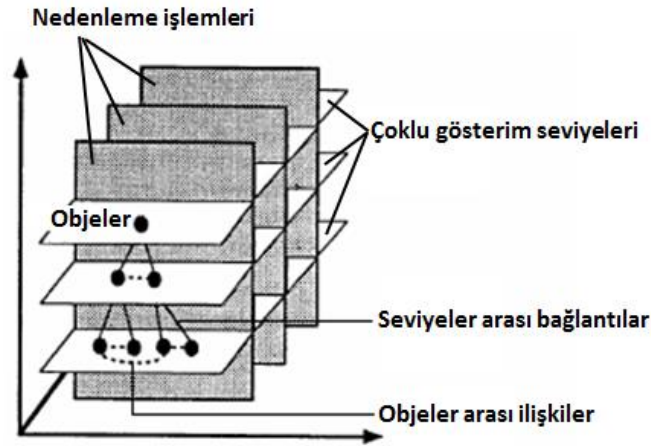 Nedenleme işlemleri
Çoklu gösterim seviyeleri
Objeler
Seviyeler arası bağlantılar
Objeler arası ilişkiler